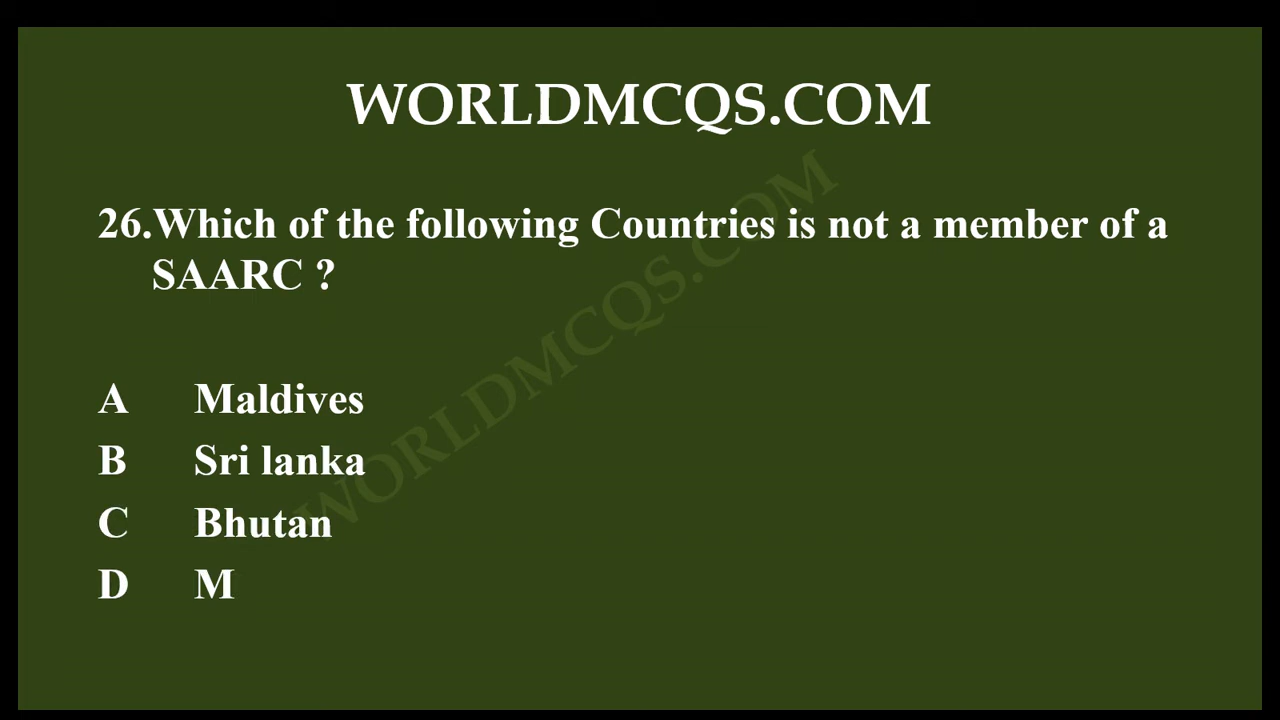 WORLDMCQS.COM
26.Which of the following Countries is not a member of a
SAARC ?
A Maldives
B Sri lanka
C Bhutan
D M
WORLDMCQS.COM